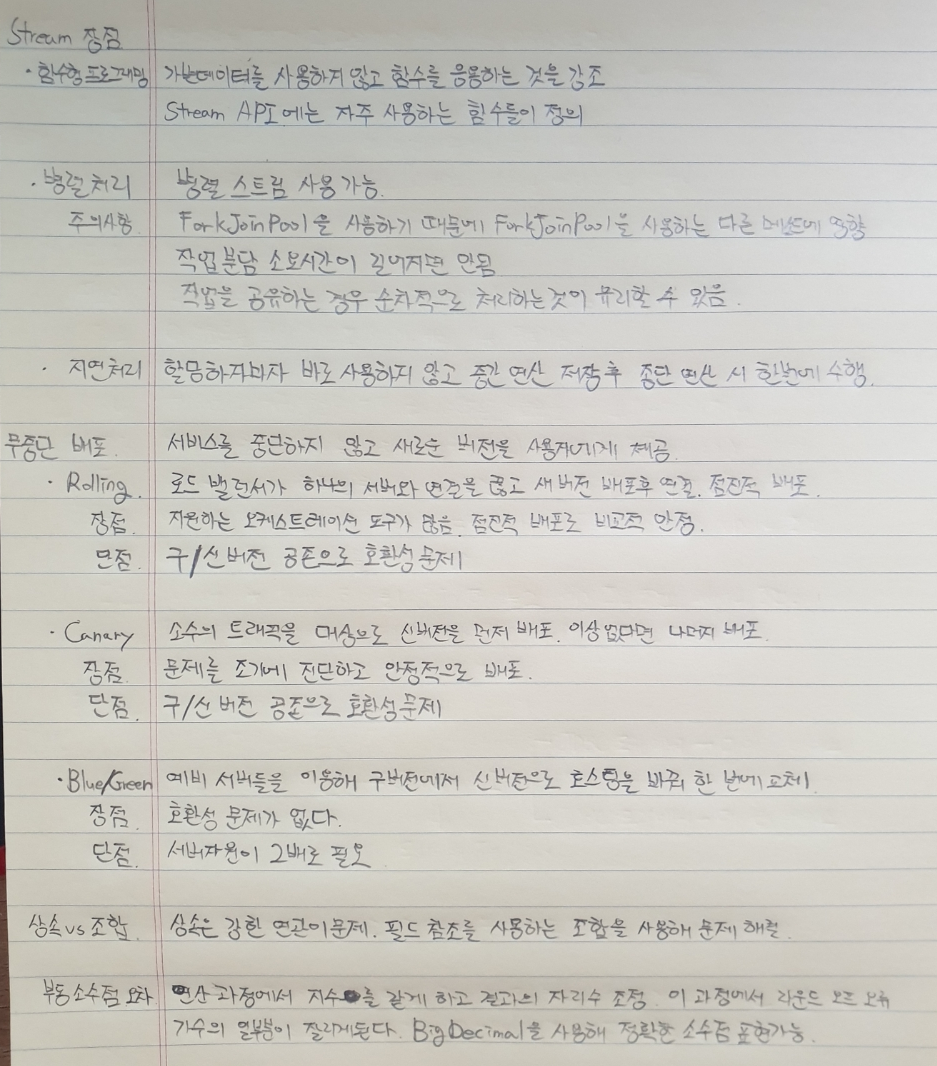 Stream 장점
· 함수형 프로그래밍 가변데이터를 사용하지 않고 함수를 응용하는 것을 강조
Stream API에는 자주 사용하는 함수들이 정의
· 병렬처리 병렬 스트림 사용 가능.
주의사항 ForkJoinPool을 사용하기 때문에 ForkJoinPool을 사용하는 다른 메소드에 영향
작업분담 소모시간이 길어지면 안됨
작업을 공유하는 경우 순차적으로 처리하는 것이 유리할 수 있음.
· 지연처리 할당하자마자 바로 사용하지 않고 중간 연산 저장 후 종단 연산 시 한번에 수행.
무중단 배포. 서비스를 중단하지 않고 새로운 버전을 사용자에게 제공.
· Rolling. 로드 밸런서가 하나의 서버와 연결을 끊고 새버전 배포후 연결. 점진적 배포.
장점. 지원하는 오케스트레이션 도구가 많음. 점진적 배포로 비교적 안정.
단점. 구/신버전 공존으로 호환성 문제
· Canary 소수의 트래픽을 대상으로 신버전을 먼저 배포. 이상 없다면 나머지 배포.
장점. 문제를 조기에 진단하고 안정적으로 배포.
단점. 구/신 버전 공존으로 호환성 문제
· Blue/Green 예비 서버들을 이용해 구버전에서 신버전으로 호스팅을 바꿔 한 번에 교체.
장점. 호환성 문제가 없다.
단점. 서버자원이 2배로 필요
상속 vs 조합. 상속은 강한 연관이 문제. 필드 참조를 사용하는 조합을 사용해 문제 해결.
부동 소수점 오차 연산 과정에서 지수를 같게 하고 결과의 자리수 조정. 이 과정에서 라운드 오프 오류
가수의 일부분이 잘리게된다. BigDecimal을 사용해 정확한 소수점 표현가능.